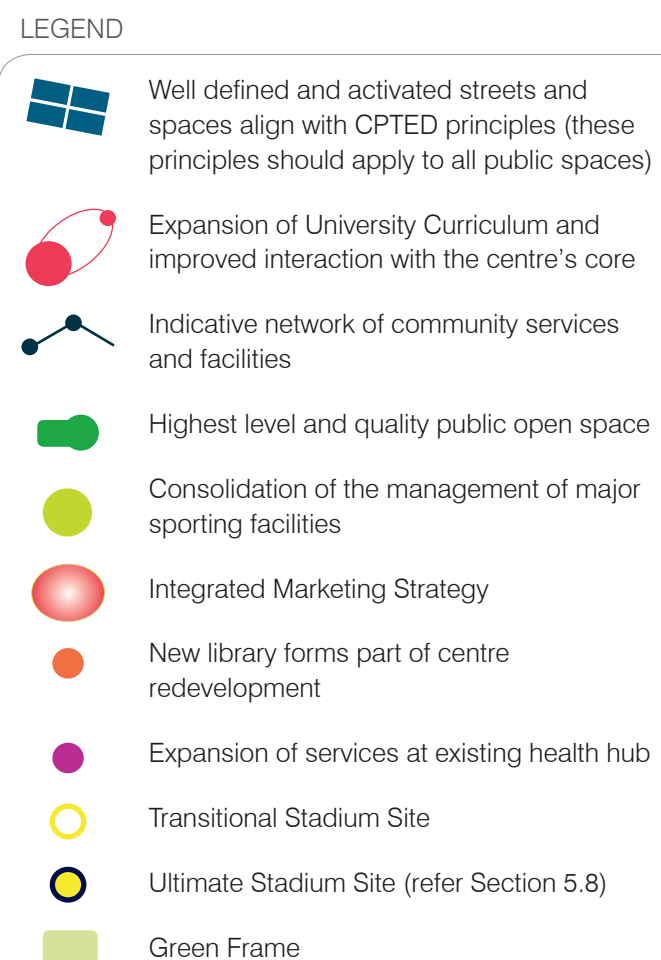 LEGEND
Well defined and activated streets and
spaces align with CPTED principles (these
principles should apply to all public spaces)
Expansion of University Curriculum and
improved interaction with the centre's core
Indicative network of community services
and facilities
Highest level and quality public open space
Consolidation of the management of major
sporting facilities
Integrated Marketing Strategy
New library forms part of centre
redevelopment
Expansion of services at existing health hub
Transitional Stadium Site
Ultimate Stadium Site (refer Section 5.8)
Green Frame